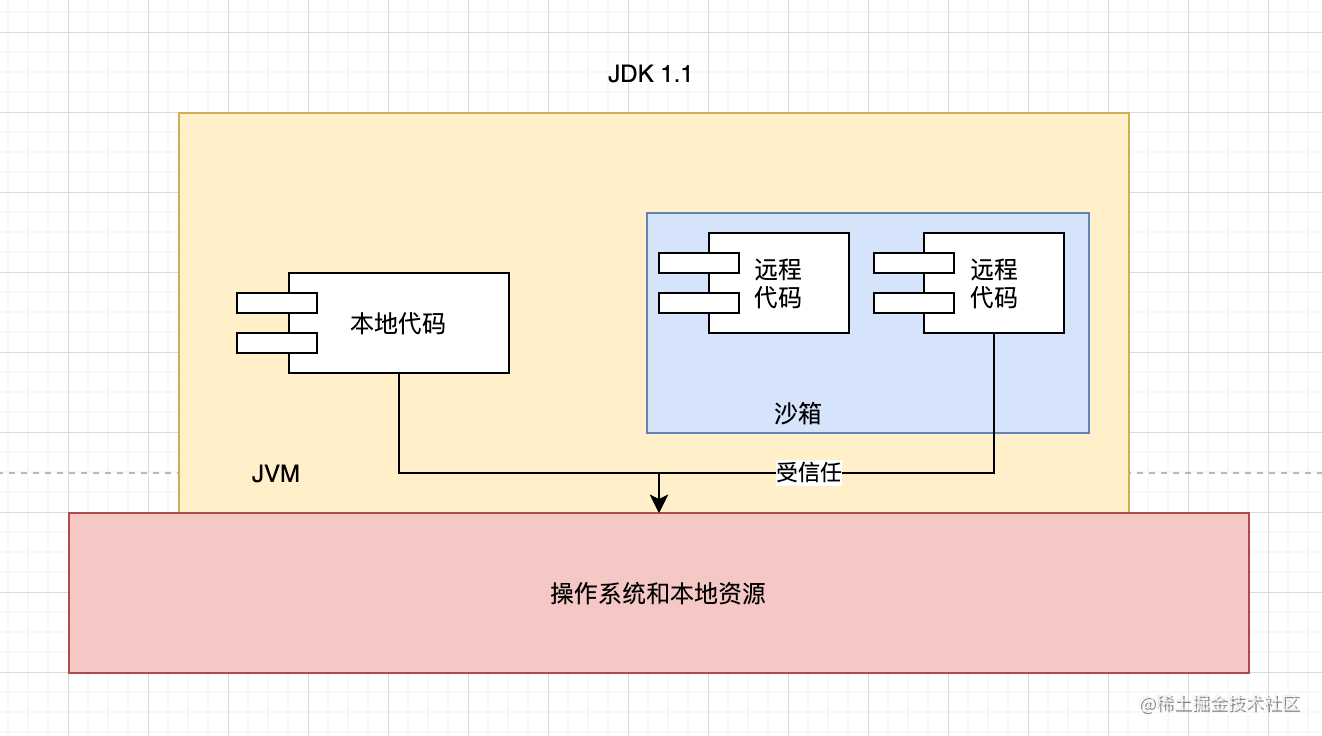 JDK 1.1
远程
代码
远程
代码
本地代码
沙箱
JVM
受信任
操作系统和本地资源
@稀土掘金技术社区